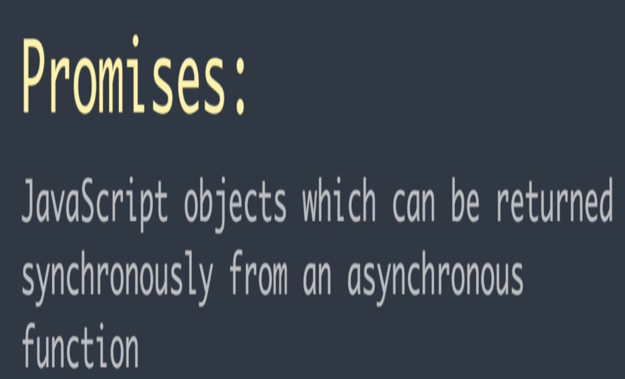 Promises:
JavaScript objects which can be returned
synchronously from an asynchronous
function